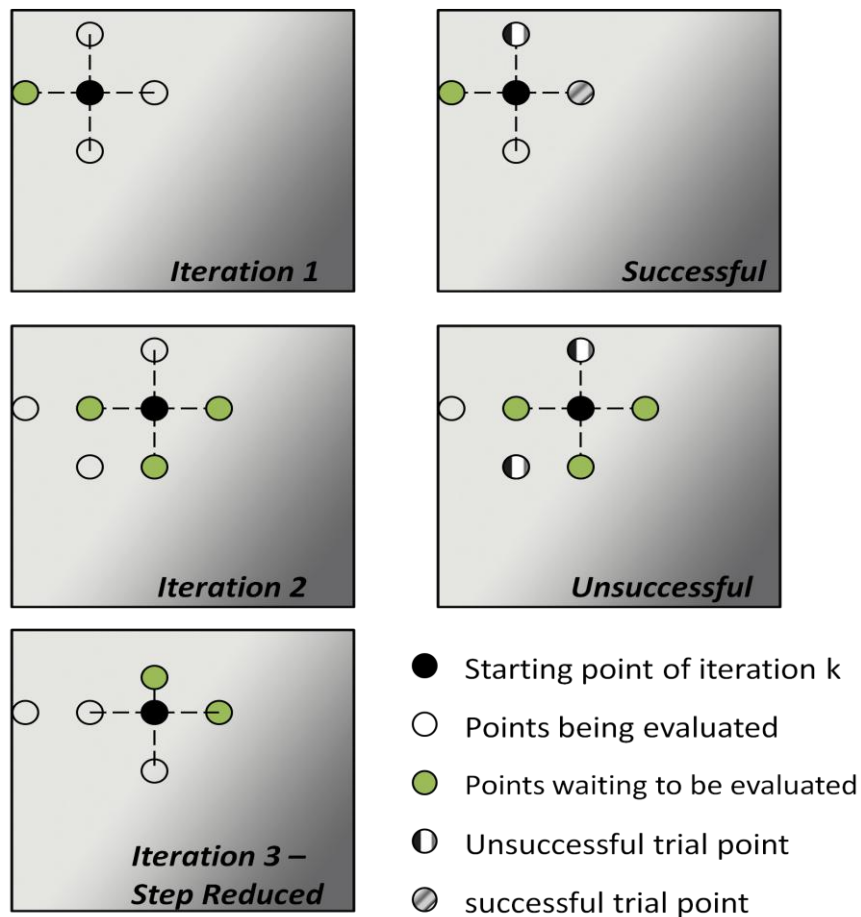 Iteration 1
Successful
Iteration 2
Unsuccessful
Iteration 3 –
Step Reduced
Starting point of iteration k
Points being evaluated
Points waiting to be evaluated
Unsuccessful trial point
successful trial point